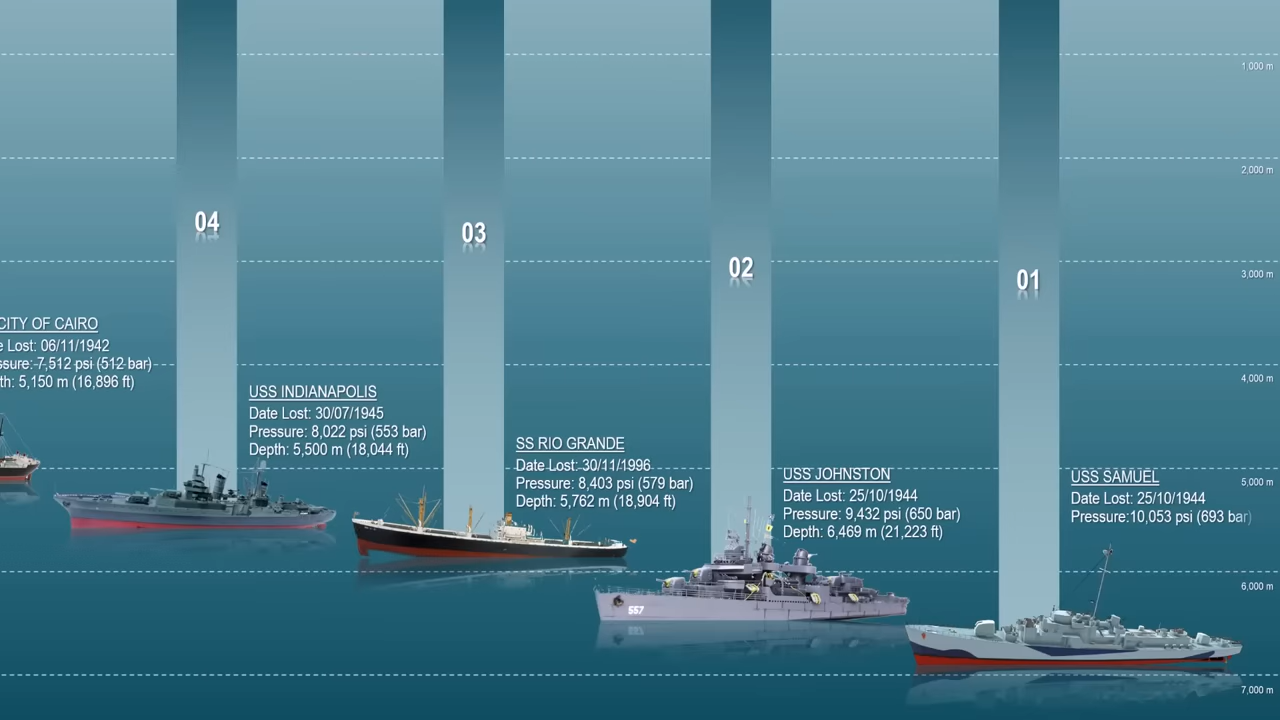 1,000 m
2,000 m
04
03
02
01
3,000 m
CITY OF CAIRO
e Lost: 06/11/1942
ssure: 7,512 psi (512 bar)
th: 5,150 m (16,896 ft)
4,000 m
USS INDIANAPOLIS
Date Lost: 30/07/1945
Pressure: 8,022 psi (553 bar)
Depth: 5,500 m (18,044 ft)
SS RIO GRANDE
Date Lost: 30/11/1996
Pressure: 8,403 psi (579 bar)
Depth: 5,762 m (18,904 ft)
USS JOHNSTON
Date Lost: 25/10/1944
Pressure: 9,432 psi (650 bar)
Depth: 6,469 m (21,223 ft)
USS SAMUEL
Date Lost: 25/10/1944
Pressure:10,053 psi (693 bar)
5,000 m
6,000 m
557
7,000 m